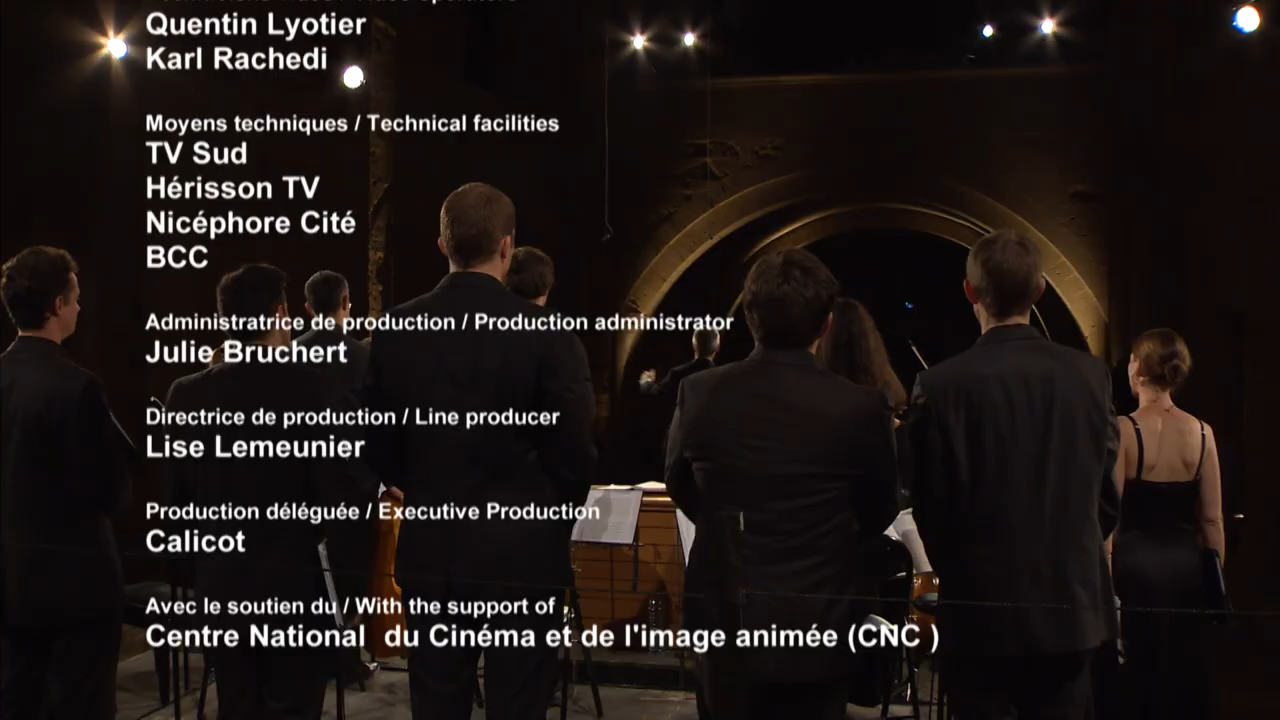 Quentin Lyotier
Karl Rachedi
Moyens techniques / Technical facilities
TV Sud
Hérisson TV
Nicéphore Cité
BCC
Administratrice de production / Production administrator
Julie Bruchert
Directrice de production / Line producer
Lise Lemeunier
Production déléguée / Executive Production
Calicot
Avec le soutien du / With the support of
Centre National  du Cinéma et de l'image animée (CNC )